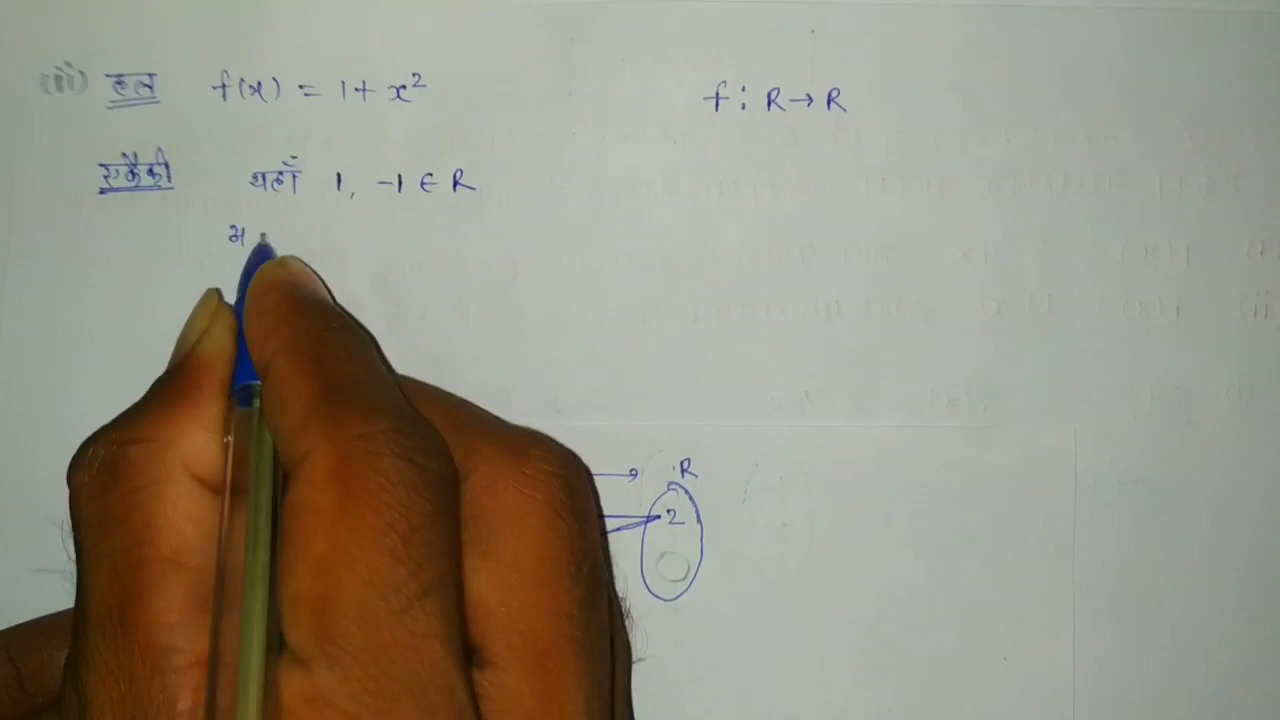 (ii) हल f(x) = 1 + x² f : R → R
एकैकी यहाँ 1, -1 ∈ R
R
2